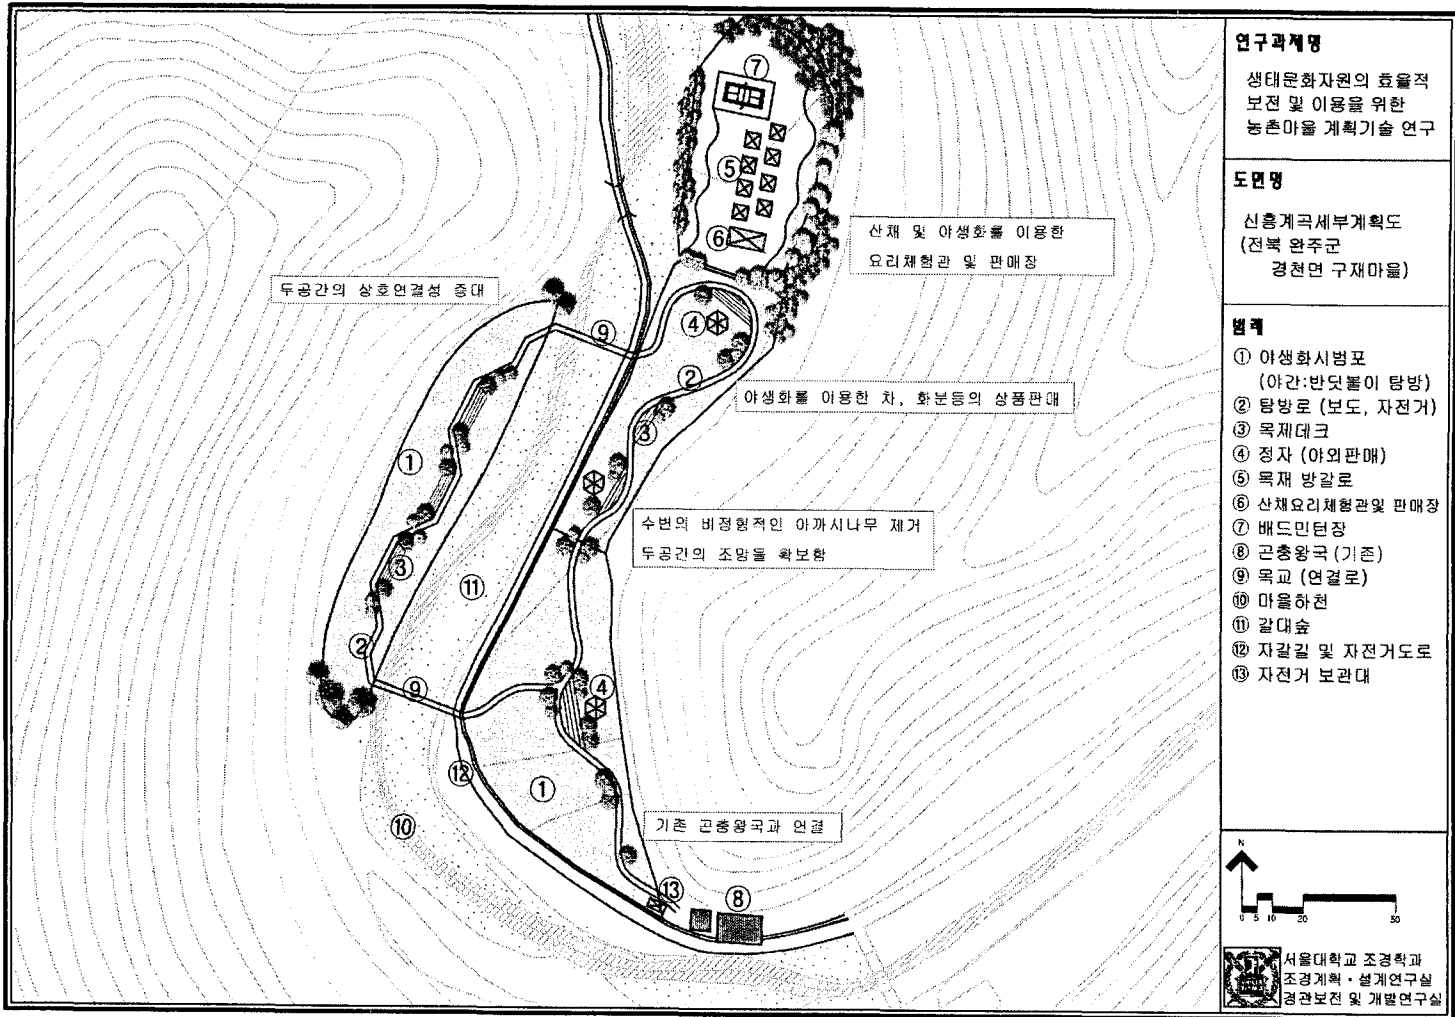 연구과제명
생태문화자원의 효율적
보전 및 이용을 위한
농촌마을 계획기술 연구
도면명
신흥계곡세부계획도
(전북 완주군
경천면 구재마을)
범례
① 야생화시범포
(야간:반딧불이 탐방)
② 탐방로 (보도, 자전거)
③ 목제데크
④ 정자 (야외판매)
⑤ 목재 방갈로
⑥ 산채요리체험관및 판매장
⑦ 배드민턴장
⑧ 곤충왕국 (기존)
⑨ 목교 (연결로)
⑩ 마을하천
⑪ 갈대숲
⑫ 자갈길 및 자전거도로
⑬ 자전거 보관대
N
0 5 10 20 50
서울대학교 조경학과
조경계획·설계연구실
경관보전 및 개발연구실
⑦
⑤
⑥
산채 및 야생화를 이용한
요리체험관 및 판매장
두공간의 상호연결성 증대
⑨
④
②
야생화를 이용한 차, 화분등의 상품판매
③
①
수변의 비정형적인 아까시나무 제거
두공간의 조망을 확보함
③
⑪
②
⑨
④
⑫
①
⑩
기존 곤충왕국과 연결
⑬
⑧